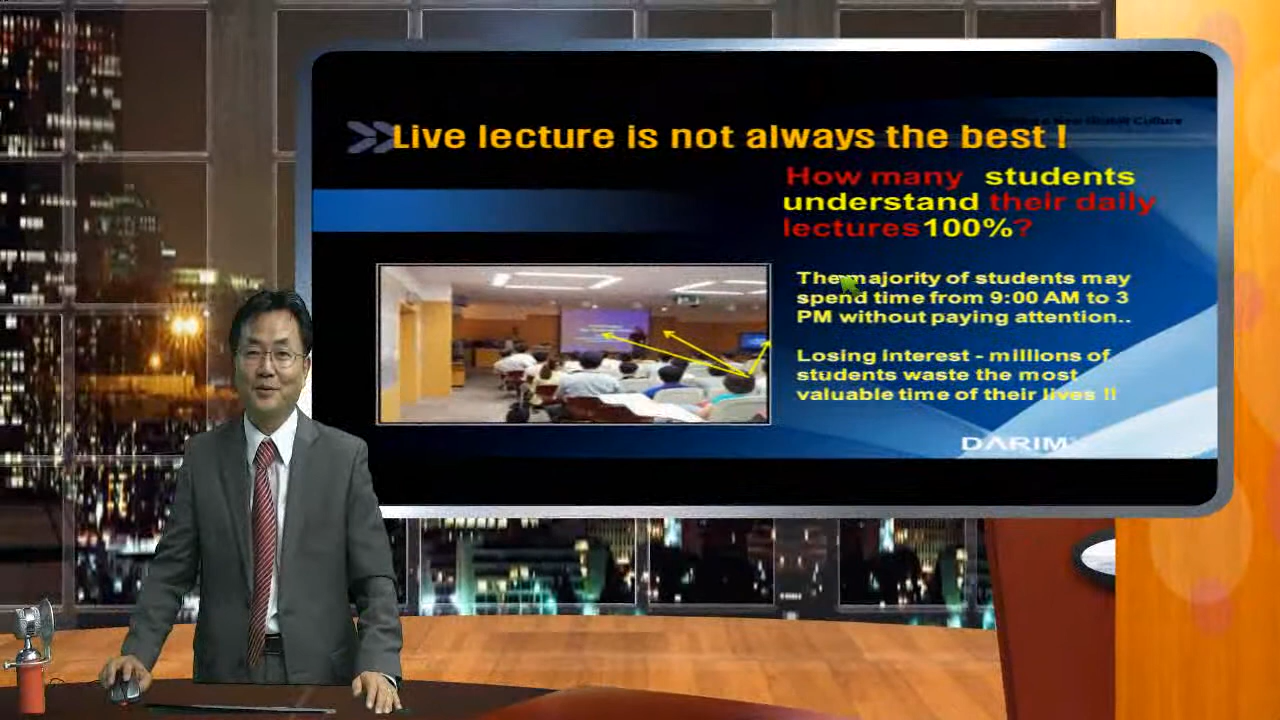 Live lecture is not always the best !
How many students
understand their daily
lectures100%?
The majority of students may
spend time from 9:00 AM to 3
PM without paying attention..
Losing interest - millions of
students waste the most
valuable time of their lives !!
DARIM